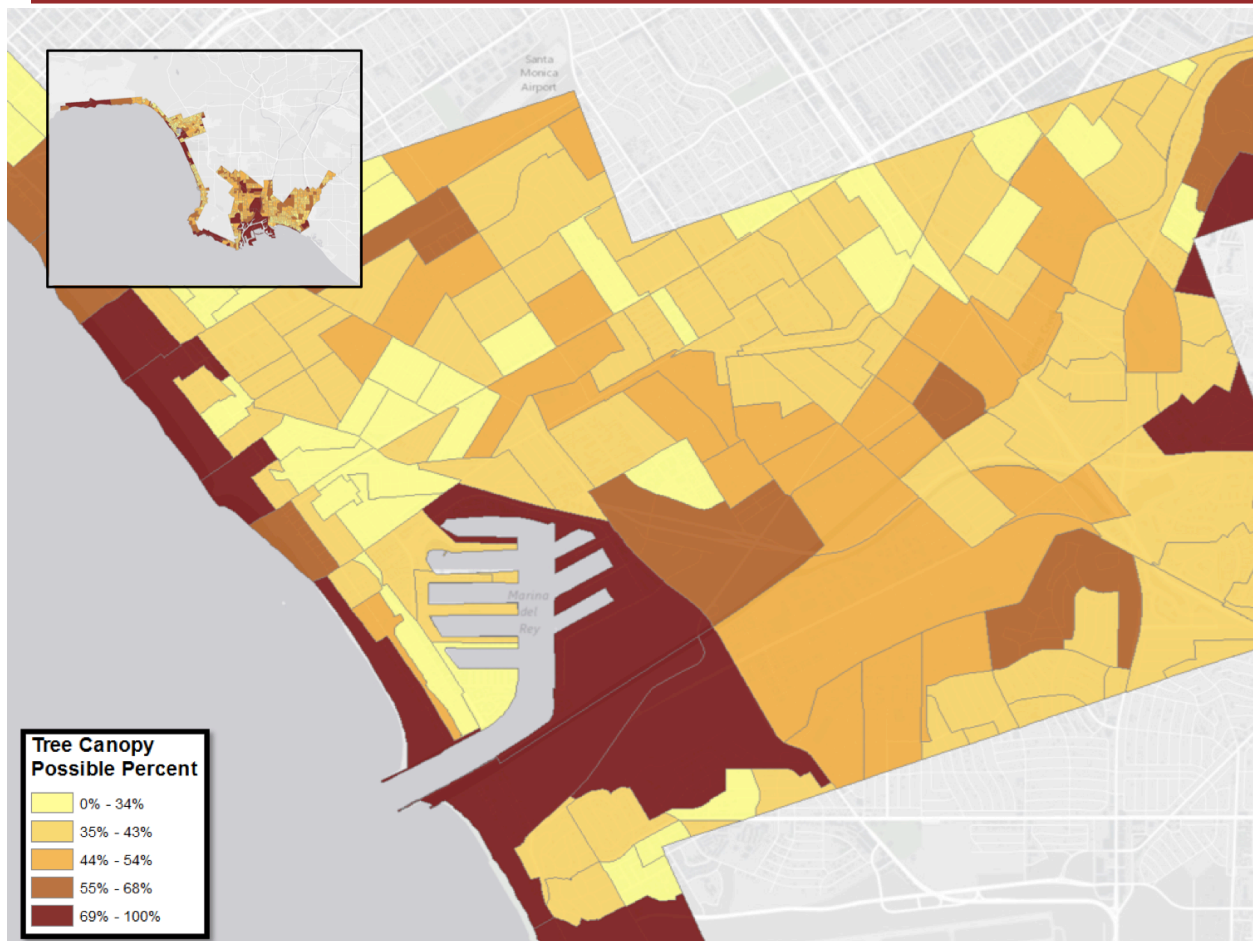 Santa
Monica
Airport
Marina
del
Rey
Tree Canopy
Possible Percent
0% - 34%
35% - 43%
44% - 54%
55% - 68%
69% - 100%